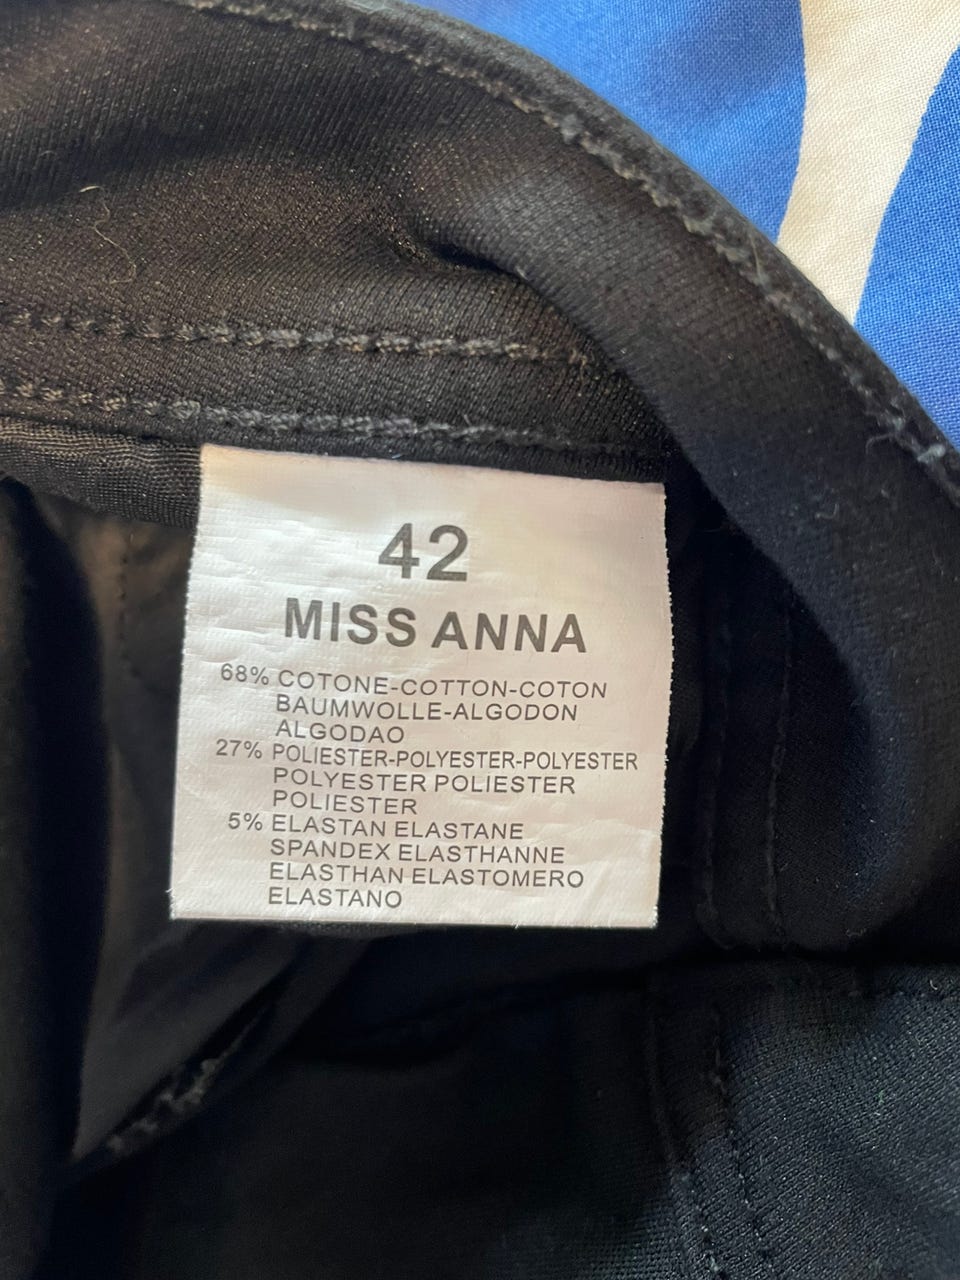 42
MISS ANNA
68% COTONE-COTTON-COTON
BAUMWOLLE-ALGODON
ALGODAO
27% POLIESTER-POLYESTER-POLYESTER
POLYESTER POLIESTER
POLIESTER
5% ELASTAN ELASTANE
SPANDEX ELASTHANNE
ELASTHAN ELASTOMERO
ELASTANO